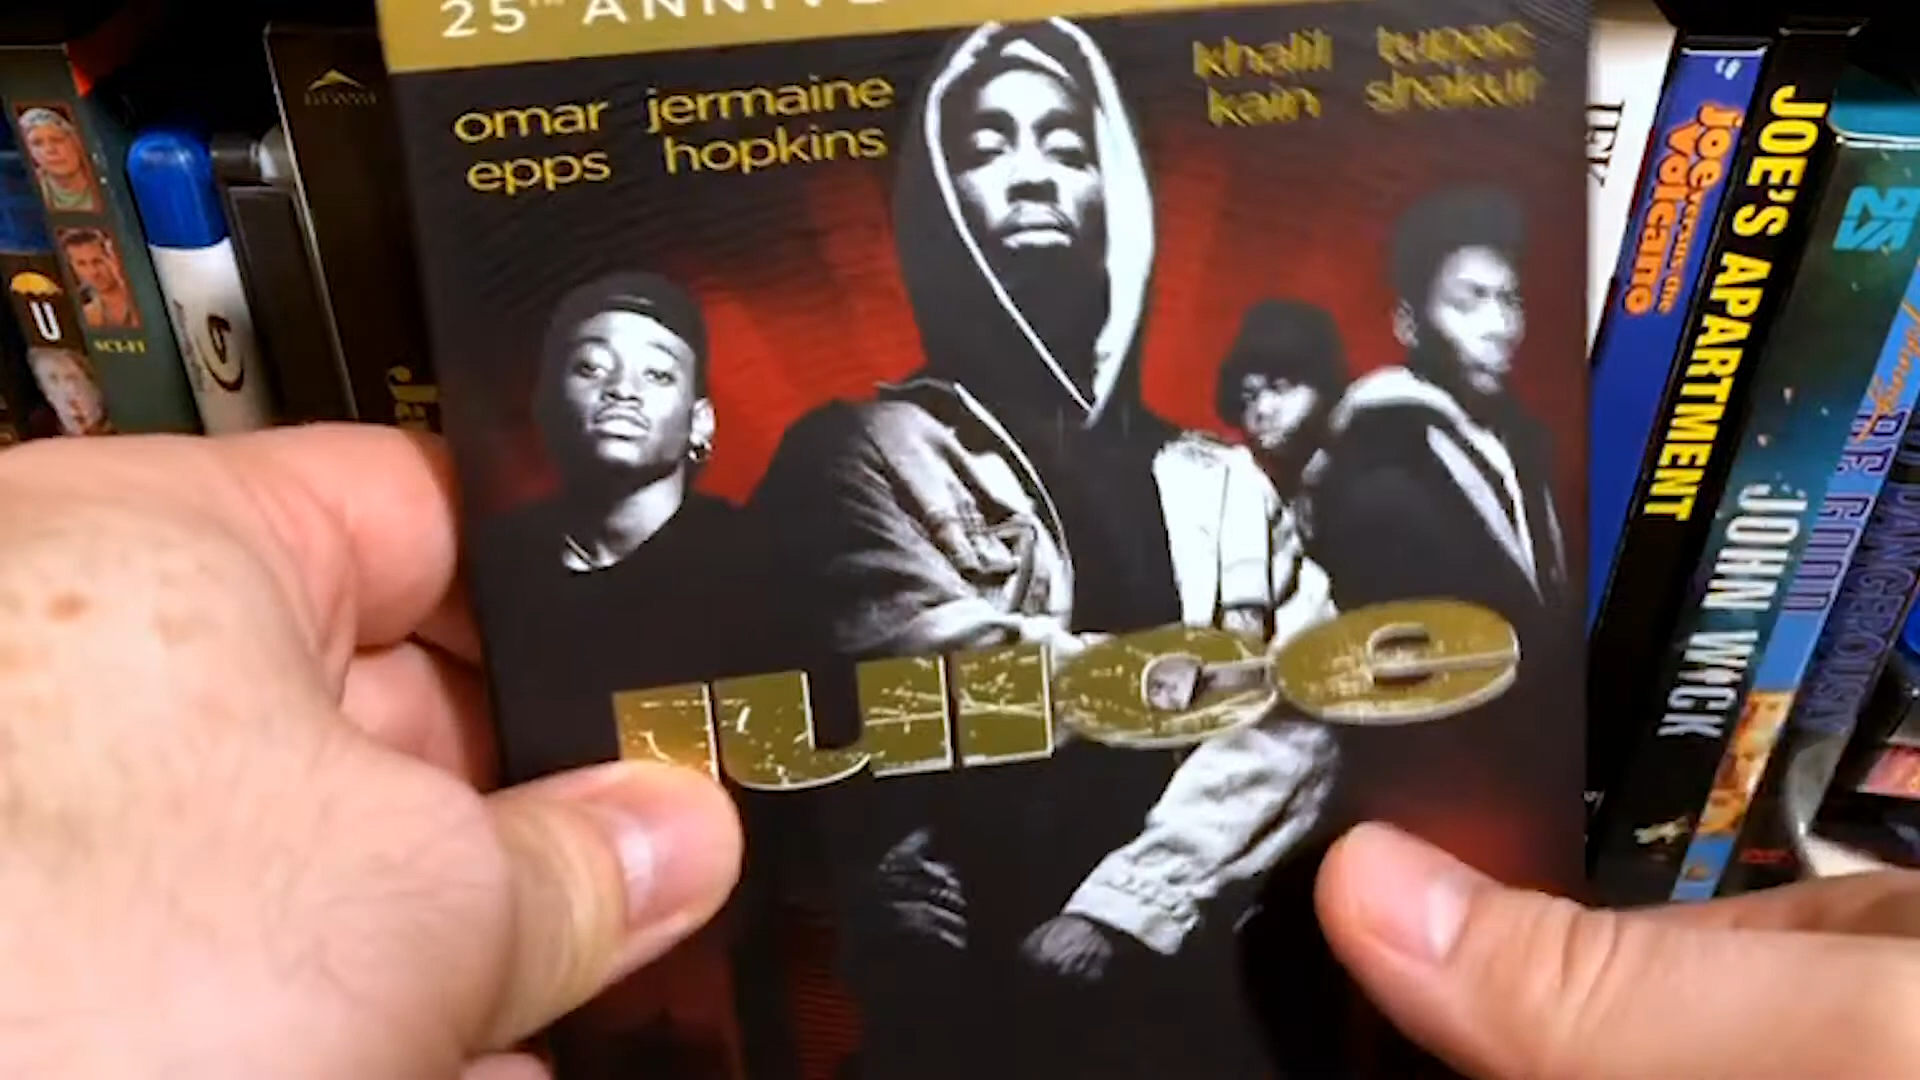 25TH ANNIVE
omar jermaine
epps hopkins
khalil tupac
kain shakur
juice
U
SCI-FI
joe versus the
volcano
JOE'S APARTMENT
JOHN WICK